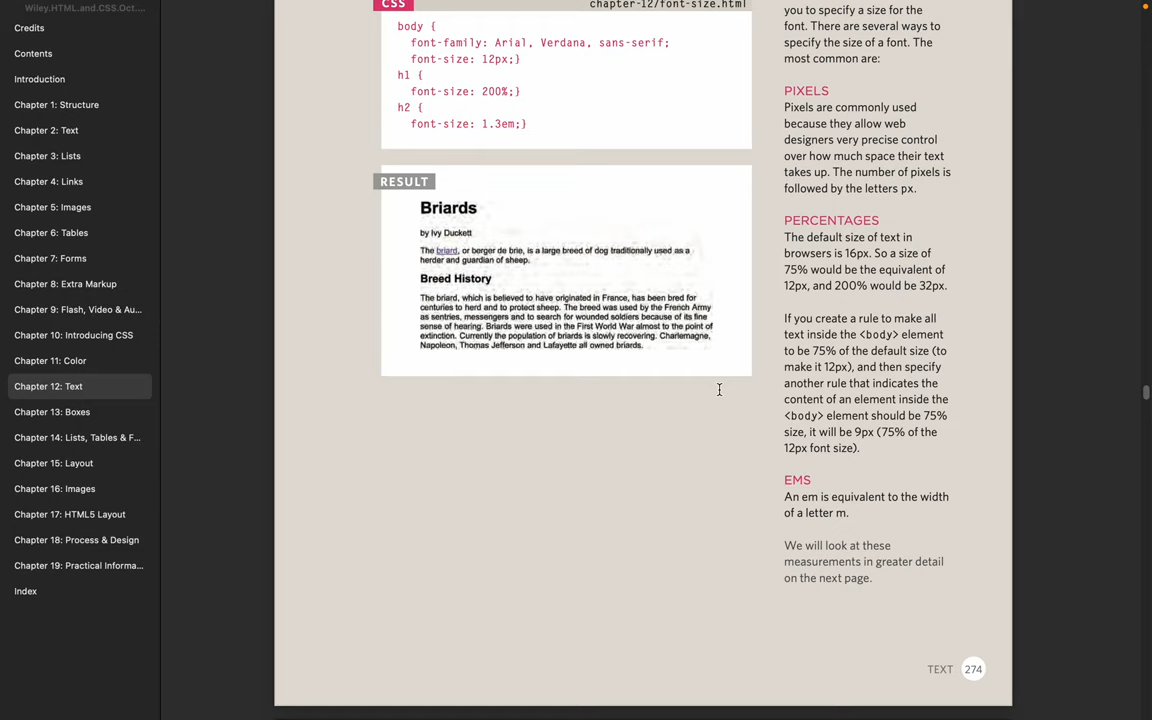 Wiley.HTML.and.CSS.Oct....
Credits
Contents
Introduction
Chapter 1: Structure
Chapter 2: Text
Chapter 3: Lists
Chapter 4: Links
Chapter 5: Images
Chapter 6: Tables
Chapter 7: Forms
Chapter 8: Extra Markup
Chapter 9: Flash, Video & Au...
Chapter 10: Introducing CSS
Chapter 11: Color
Chapter 12: Text
Chapter 13: Boxes
Chapter 14: Lists, Tables & F...
Chapter 15: Layout
Chapter 16: Images
Chapter 17: HTML5 Layout
Chapter 18: Process & Design
Chapter 19: Practical Informa...
Index
CSS
chapter-12/font-size.html
body {
font-family: Arial, Verdana, sans-serif;
font-size: 12px;}
h1 {
font-size: 200%;}
h2 {
font-size: 1.3em;}
RESULT
Briards
by Ivy Duckett
The briard, or berger de brie, is a large breed of dog traditionally used as a
herder and guardian of sheep.
Breed History
The briard, which is believed to have originated in France, has been bred for
centuries to herd and to protect sheep. The breed was used by the French Army
as sentries, messengers and to search for wounded soldiers because of its fine
sense of hearing. Briards were used in the First World War almost to the point of
extinction. Currently the population of briards is slowly recovering. Charlemagne,
Napoleon, Thomas Jefferson and Lafayette all owned briards.
you to specify a size for the
font. There are several ways to
specify the size of a font. The
most common are:
PIXELS
Pixels are commonly used
because they allow web
designers very precise control
over how much space their text
takes up. The number of pixels is
followed by the letters px.
PERCENTAGES
The default size of text in
browsers is 16px. So a size of
75% would be the equivalent of
12px, and 200% would be 32px.
If you create a rule to make all
text inside the <body> element
to be 75% of the default size (to
make it 12px), and then specify
another rule that indicates the
content of an element inside the
<body> element should be 75%
size, it will be 9px (75% of the
12px font size).
EMS
An em is equivalent to the width
of a letter m.
We will look at these
measurements in greater detail
on the next page.
TEXT 274